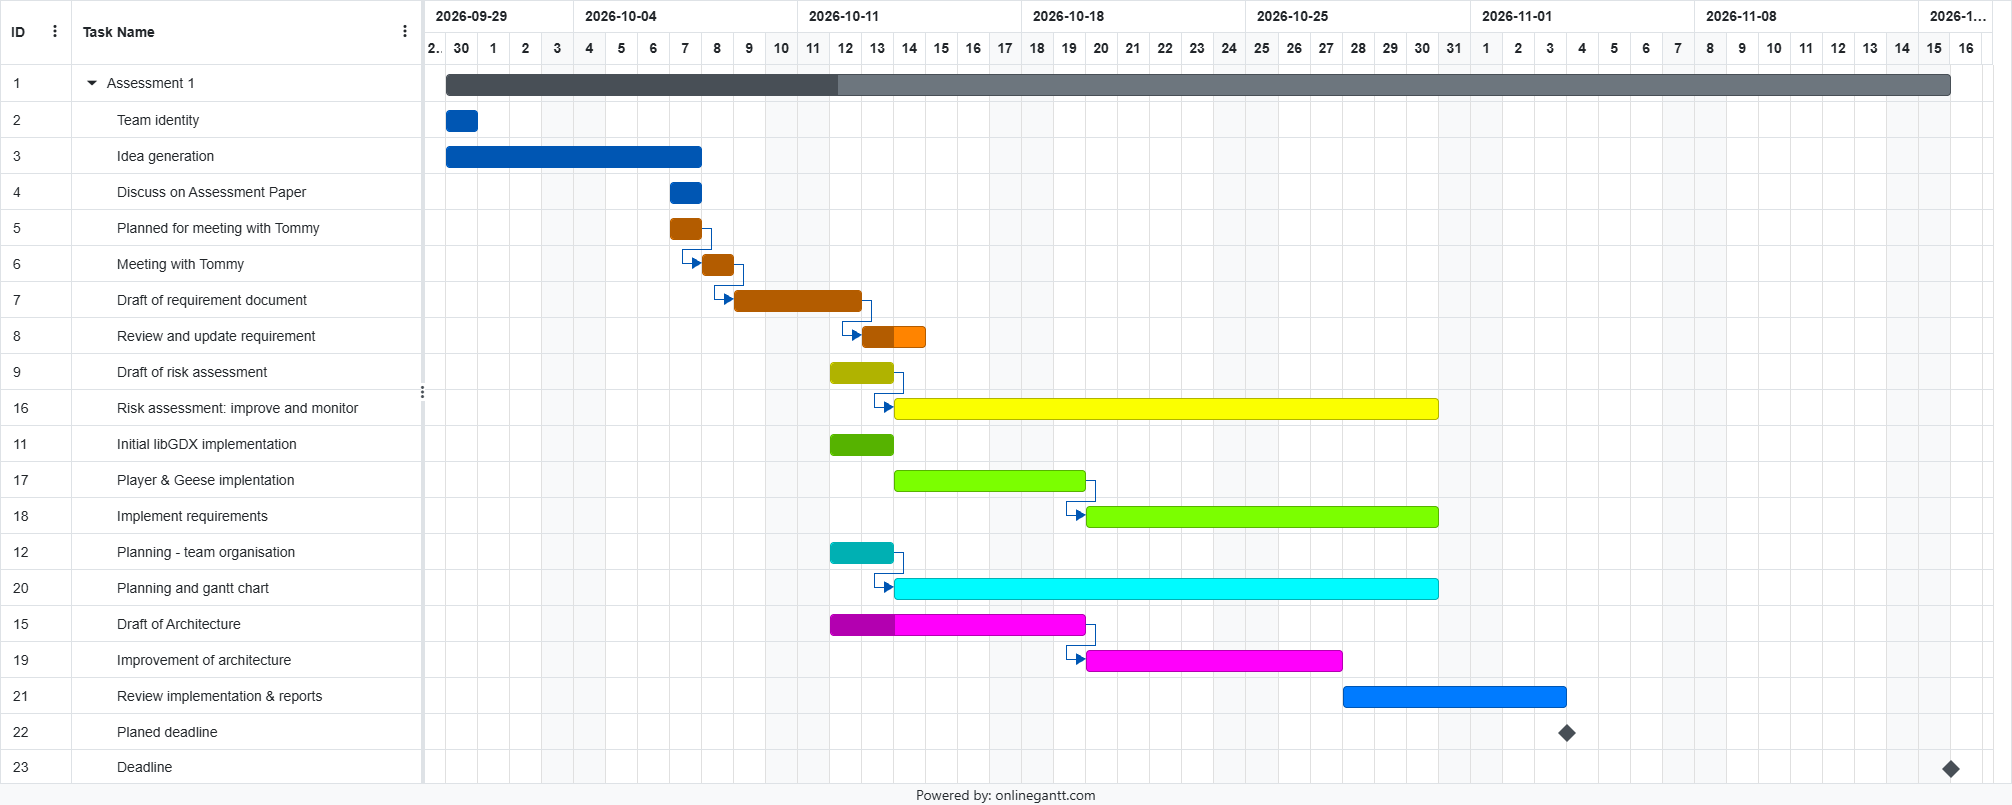 ID Task Name 2026-09-29 2026-10-04 2026-10-11 2026-10-18 2026-10-25 2026-11-01 2026-11-08 2026-1...
2.. 30 1 2 3 4 5 6 7 8 9 10 11 12 13 14 15 16 17 18 19 20 21 22 23 24 25 26 27 28 29 30 31 1 2 3 4 5 6 7 8 9 10 11 12 13 14 15 16
1 Assessment 1
2 Team identity
3 Idea generation
4 Discuss on Assessment Paper
5 Planned for meeting with Tommy
6 Meeting with Tommy
7 Draft of requirement document
8 Review and update requirement
9 Draft of risk assessment
16 Risk assessment: improve and monitor
11 Initial libGDX implementation
17 Player & Geese implentation
18 Implement requirements
12 Planning - team organisation
20 Planning and gantt chart
15 Draft of Architecture
19 Improvement of architecture
21 Review implementation & reports
22 Planed deadline
23 Deadline
Powered by: onlinegantt.com